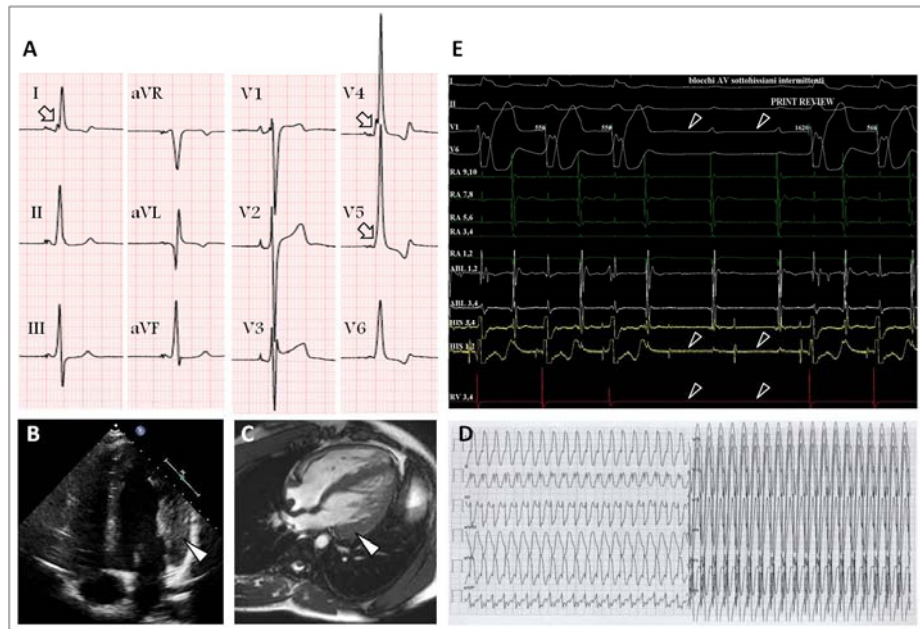 A
I
aVR
V1
V4
II
aVL
V2
V5
III
aVF
V3
V6
B
C
E
I
blocchi AV sottohissiani intermittenti
II
PRINT REVIEW
V1
556
556
1620
566
V6
RA 9,10
RA 7,8
RA 5,6
RA 3,4
RA 1,2
ABL 1,2
ABL 3,4
HIS 3,4
HIS 1,2
RV 3,4
D